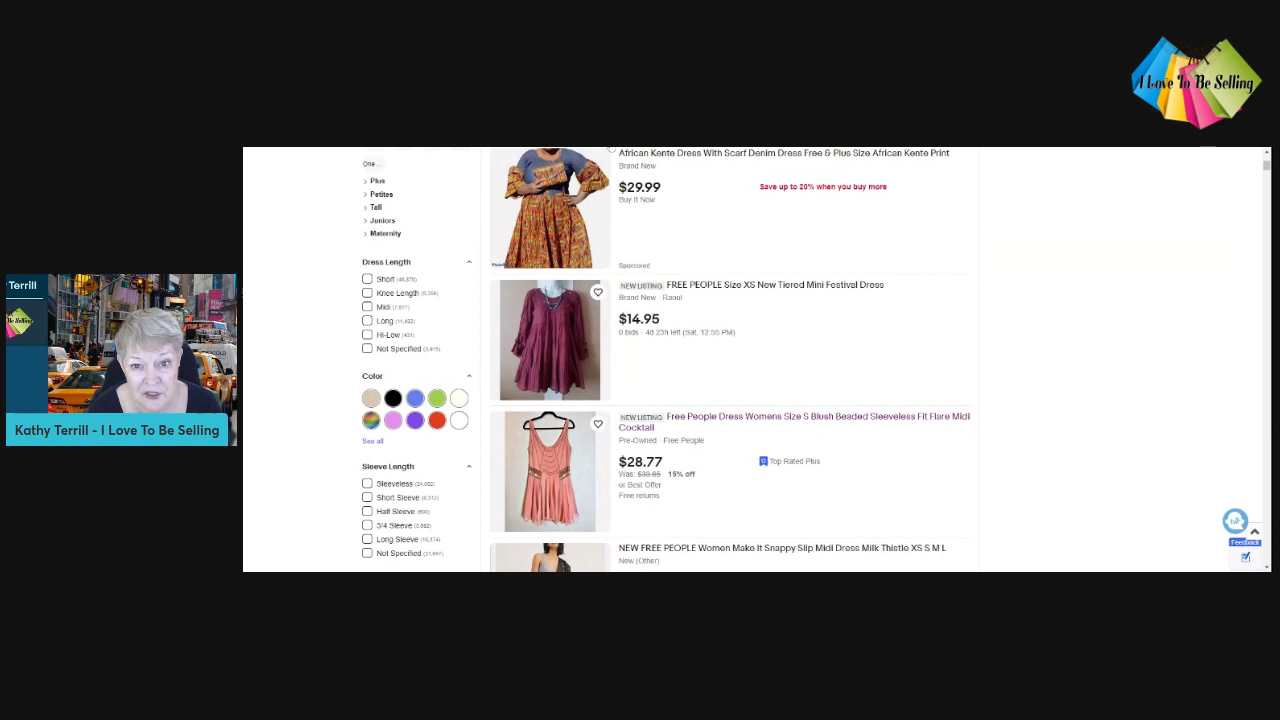 I Love To Be Selling
One ...
Plus
Petites
Tall
Juniors
Maternity
Dress Length
Short (46,375)
Knee Length
Midi
Long
Hi-Low
Not Specified
Color
See all
Sleeve Length
Sleeveless
Short Sleeve
Half Sleeve
3/4 Sleeve
Long Sleeve
Not Specified
African Kente Dress With Scarf Denim Dress Free & Plus Size African Kente Print
Brand New
$29.99
Save up to 20% when you buy more
Buy It Now
Sponsored
NEW LISTING FREE PEOPLE Size XS New Tiered Mini Festival Dress
Brand New · Raoul
$14.95
0 bids · 4d 23h left (Sat, 12:55 PM)
NEW LISTING Free People Dress Womens Size S Blush Beaded Sleeveless Fit Flare Midi
Cocktail
Pre-Owned · Free People
$28.77
Top Rated Plus
Was: $33.85 15% off
or Best Offer
Free returns
NEW FREE PEOPLE Women Make It Snappy Slip Midi Dress Milk Thistle XS S M L
New (Other)
Feedback
Terrill
Kathy Terrill - I Love To Be Selling